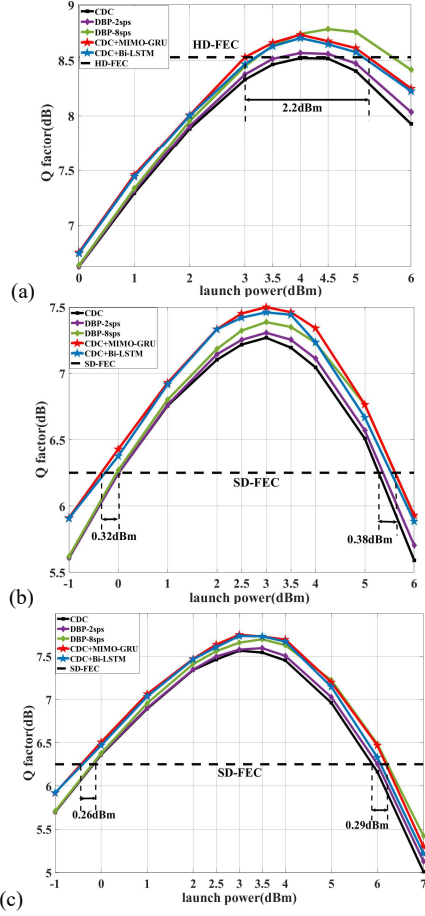 9
CDC
DBP-2sps
DBP-8sps
CDC+MIMO-GRU
CDC+Bi-LSTM
HD-FEC
HD-FEC
8.5
2.2dBm
8
7.5
7
Q factor(dB)
0 1 2 3 3.5 4 4.5 5 6
launch power(dBm)
(a)
7.5
CDC
DBP-2sps
DBP-8sps
CDC+MIMO-GRU
CDC+Bi-LSTM
SD-FEC
7
6.5
SD-FEC
6
0.32dBm
0.38dBm
5.5
Q factor(dB)
-1 0 1 2 2.5 3 3.5 4 5 6
launch power(dBm)
(b)
CDC
DBP-2sps
DBP-8sps
CDC+MIMO-GRU
CDC+Bi-LSTM
SD-FEC
7.5
7
6.5
SD-FEC
6
0.26dBm
0.29dBm
5.5
5
Q factor(dB)
-1 0 1 2 2.5 3 3.5 4 5 6 7
launch power(dBm)
(c)